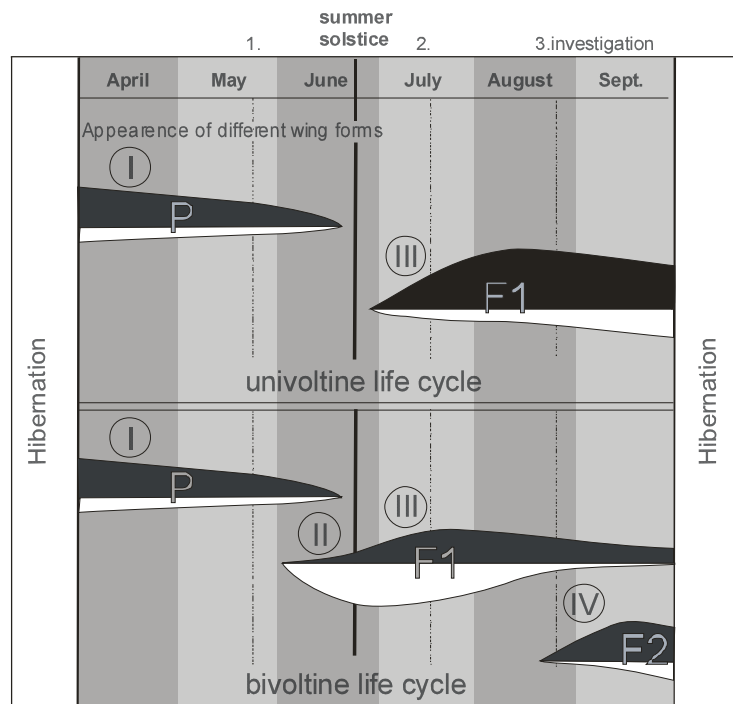 summer
solstice
1.
2.
3.investigation
April
May
June
July
August
Sept.
Appearence of different wing forms
I
P
III
F1
univoltine life cycle
Hibernation
Hibernation
I
P
II
III
F1
IV
F2
bivoltine life cycle